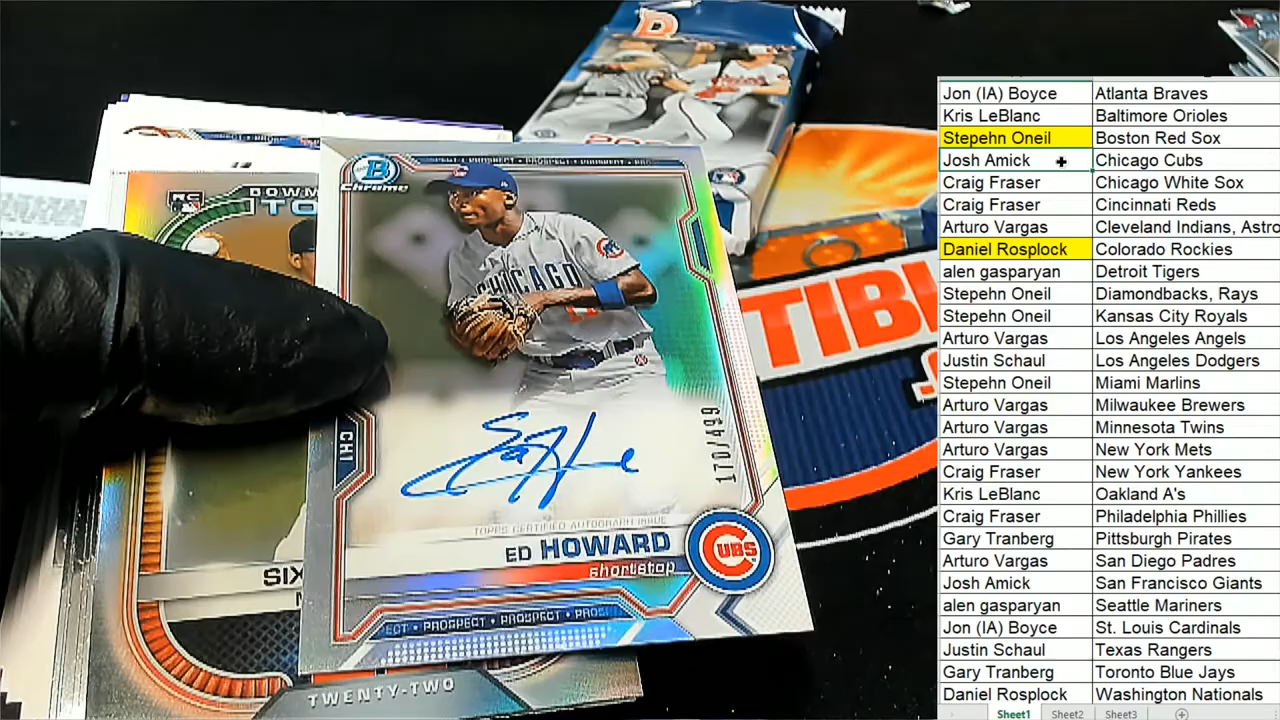 B
Chrome
PROSPECT · PROSPECT
DOWN
TO
CHICAGO
CHI
170/499
TOPPS CERTIFIED AUTOGRAPH ISSUE
ED HOWARD
shortstop
CUBS
PROSPECT • PROSPECT
SIX
TWENTY-TWO
TIBL
Jon (IA) Boyce Atlanta Braves
Kris LeBlanc Baltimore Orioles
Stepehn Oneil Boston Red Sox
Josh Amick Chicago Cubs
Craig Fraser Chicago White Sox
Craig Fraser Cincinnati Reds
Arturo Vargas Cleveland Indians, Astro
Daniel Rosplock Colorado Rockies
alen gasparyan Detroit Tigers
Stepehn Oneil Diamondbacks, Rays
Stepehn Oneil Kansas City Royals
Arturo Vargas Los Angeles Angels
Justin Schaul Los Angeles Dodgers
Stepehn Oneil Miami Marlins
Arturo Vargas Milwaukee Brewers
Arturo Vargas Minnesota Twins
Arturo Vargas New York Mets
Craig Fraser New York Yankees
Kris LeBlanc Oakland A's
Craig Fraser Philadelphia Phillies
Gary Tranberg Pittsburgh Pirates
Arturo Vargas San Diego Padres
Josh Amick San Francisco Giants
alen gasparyan Seattle Mariners
Jon (IA) Boyce St. Louis Cardinals
Justin Schaul Texas Rangers
Gary Tranberg Toronto Blue Jays
Daniel Rosplock Washington Nationals
Sheet1 Sheet2 Sheet3